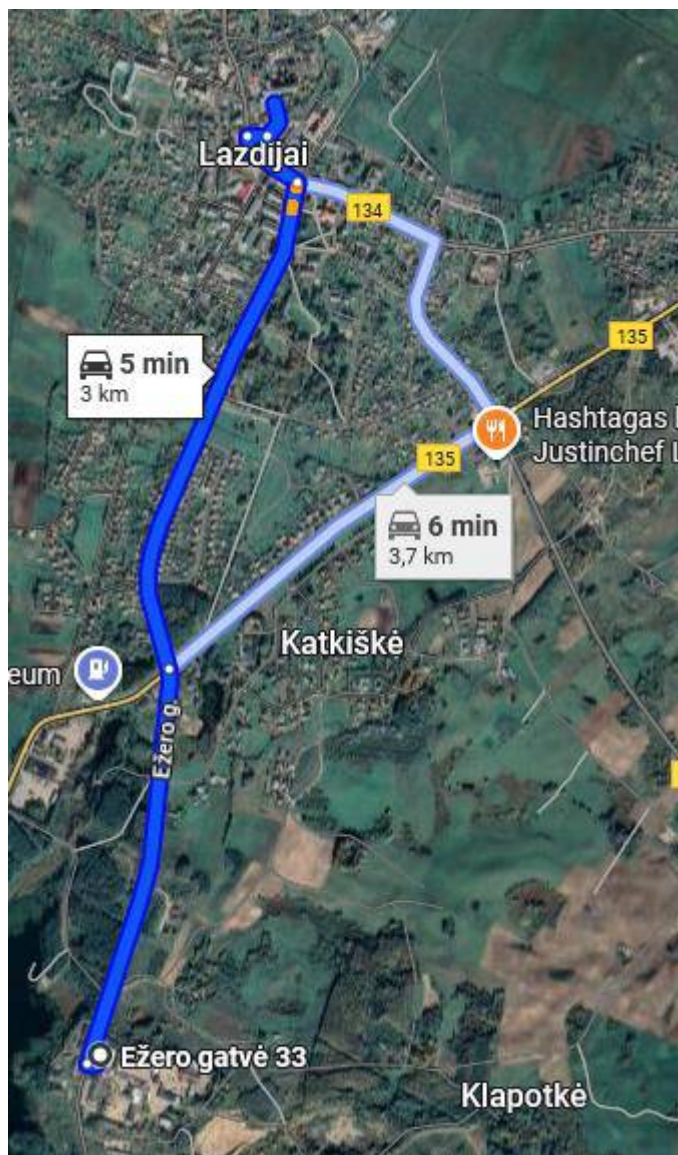 Lazdijai
134
135
5 min
3 km
Hashtagas
Justinchef L
135
6 min
3,7 km
Katkiškė
eum
Ežero g.
Ežero gatvė 33
Klapotkė